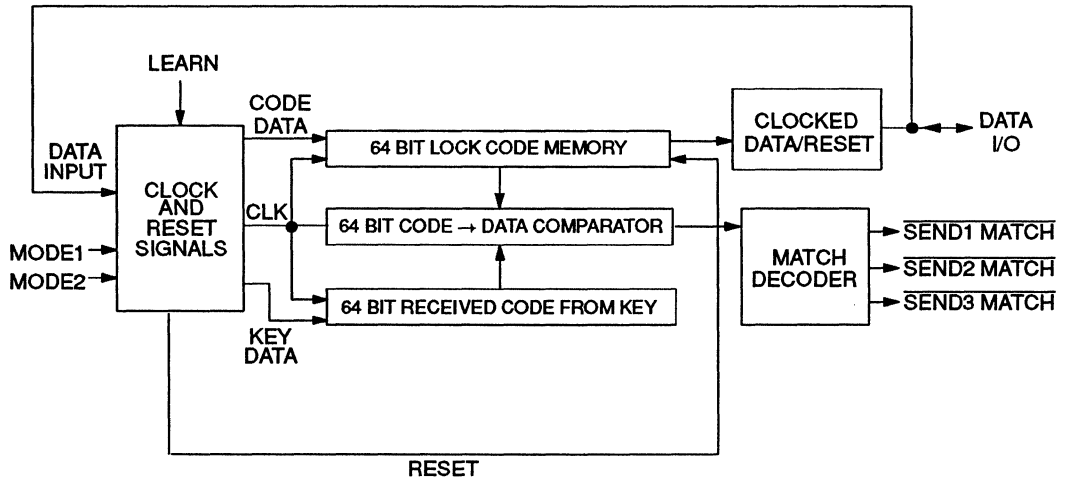 LEARN
CODE
DATA
CLOCKED
DATA/RESET
DATA
I/O
DATA
INPUT
64 BIT LOCK CODE MEMORY
CLOCK
AND
RESET
SIGNALS
CLK
64 BIT CODE → DATA COMPARATOR
MODE1
MODE2
MATCH
DECODER
SEND1 MATCH
SEND2 MATCH
SEND3 MATCH
64 BIT RECEIVED CODE FROM KEY
KEY
DATA
RESET